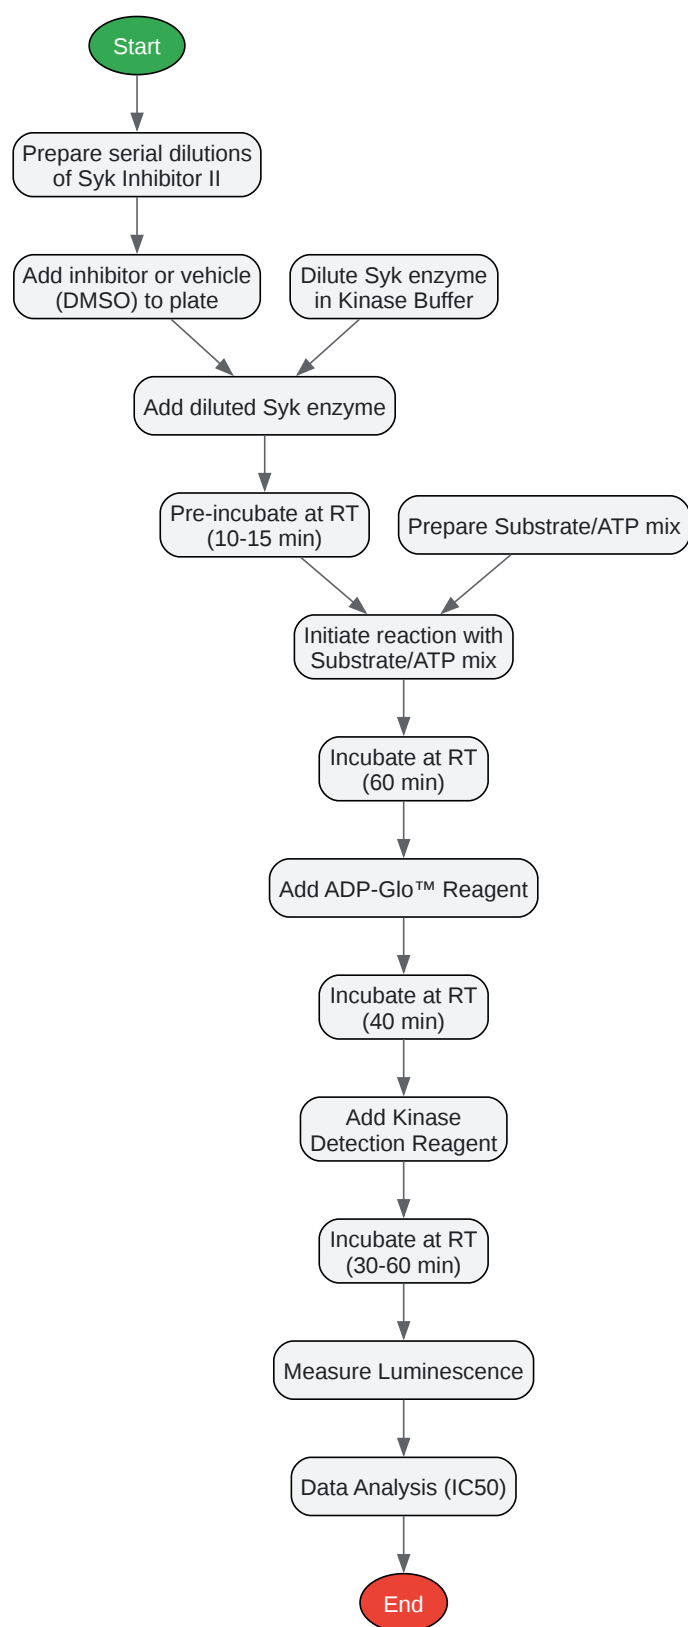 Start
Prepare serial dilutions
of Syk Inhibitor II
Add inhibitor or vehicle
(DMSO) to plate
Dilute Syk enzyme
in Kinase Buffer
Add diluted Syk enzyme
Pre-incubate at RT
(10-15 min)
Prepare Substrate/ATP mix
Initiate reaction with
Substrate/ATP mix
Incubate at RT
(60 min)
Add ADP-Glo™ Reagent
Incubate at RT
(40 min)
Add Kinase
Detection Reagent
Incubate at RT
(30-60 min)
Measure Luminescence
Data Analysis (IC50)
End